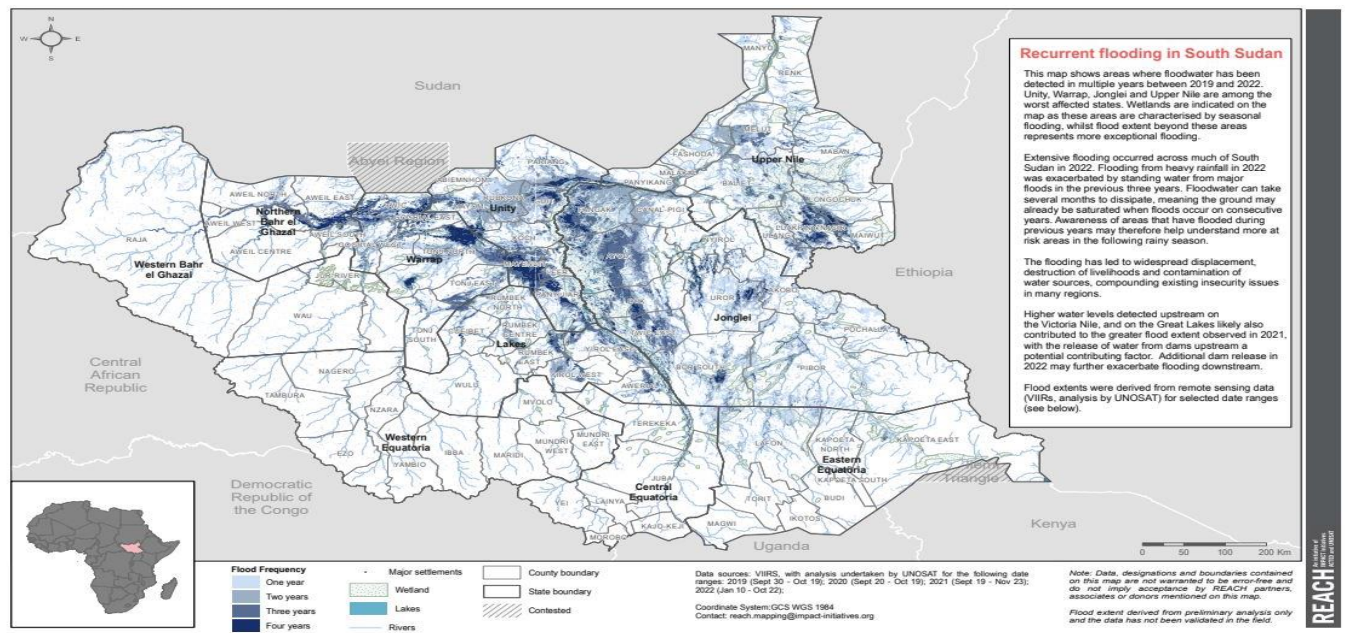 N
W E
S
Sudan
Recurrent flooding in South Sudan
This map shows areas where floodwater has been
detected in multiple years between 2019 and 2022.
Unity, Warrap, Jonglei and Upper Nile are among the
worst affected states. Wetlands are indicated on the
map as these areas are characterised by seasonal
flooding, whilst flood extent beyond these areas
represents more exceptional flooding.
Extensive flooding occurred across much of South
Sudan in 2022. Flooding from heavy rainfall in 2022
was exacerbated by standing water from major
floods in the previous three years. Floodwater can take
several months to dissipate, meaning the ground may
already be saturated when floods occur on consecutive
years. Awareness of areas that have flooded during
previous years may therefore help understand more at
risk areas in the following rainy season.
The flooding has led to widespread displacement,
destruction of livelihoods and contamination of
water sources, compounding existing insecurity issues
in many regions.
Higher water levels detected upstream on
the Victoria Nile, and on the Great Lakes likely also
contributed to the greater flood extent observed in 2021,
with the release of water from dams upstream a
potential contributing factor. Additional dam release in
2022 may further exacerbate flooding downstream.
Flood extents were derived from remote sensing data
(VIIRs, analysis by UNOSAT) for selected date ranges
(see below).
MANYO
RENK
MELUT
FASHODA
MABAN
Upper Nile
MALAKAL
PANYIKANG
BALIET
LONGOCHUK
MAIWUT
Abyei Region
PARIANG
ABIEMNHOM
Unity
CANAL-PIGI
NYIROL
AWEIL NORTH
AWEIL EAST
Northern
Bahr el
Ghazal
AWEIL WEST
AWEIL SOUTH
AWEIL CENTRE
RAJA
Western Bahr
el Ghazal
Warrap
JUR RIVER
TONJ EAST
MAYENDIT
RUMBEK
NORTH
UROR
AKOBO
Jonglei
POCHALLA
WAU
TONJ
SOUTH
CUEIBET
RUMBEK
CENTRE
Lakes
RUMBEK
EAST
BOR SOUTH
PIBOR
Ethiopia
Central
African
Republic
NAGERO
WULU
AWERIAL
TAMBURA
NZARA
MVOLO
TEREKEKA
Western
Equatoria
EZO
YAMBIO
IBBA
MARIDI
MUNDRI
WEST
MUNDRI
EAST
LAFON
KAPOETA
NORTH
KAPOETA EAST
Eastern
Equatoria
KAPOETA SOUTH
Triangle
JUBA
Central
Equatoria
TORIT
BUDI
IKOTOS
MAGWI
YEI
LAINYA
KAJO-KEJI
MOROBO
Democratic
Republic of
the Congo
Uganda
Kenya
0 50 100 200 Km
Flood Frequency
One year
Two years
Three years
Four years
Major settlements
Wetland
Lakes
Rivers
County boundary
State boundary
Contested
Data sources: VIIRS, with analysis undertaken by UNOSAT for the following date
ranges: 2019 (Sept 30 - Oct 19); 2020 (Sept 20 - Oct 19); 2021 (Sept 19 - Nov 23);
2022 (Jan 10 - Oct 22);
Coordinate System:GCS WGS 1984
Contact: reach.mapping@impact-initiatives.org
Note: Data, designations and boundaries contained
on this map are not warranted to be error-free and
do not imply acceptance by REACH partners,
associates or donors mentioned on this map.
Flood extent derived from preliminary analysis only
and the data has not been validated in the field.
REACH
An initiative of
IMPACT Initiatives
ACTED and UNOSAT